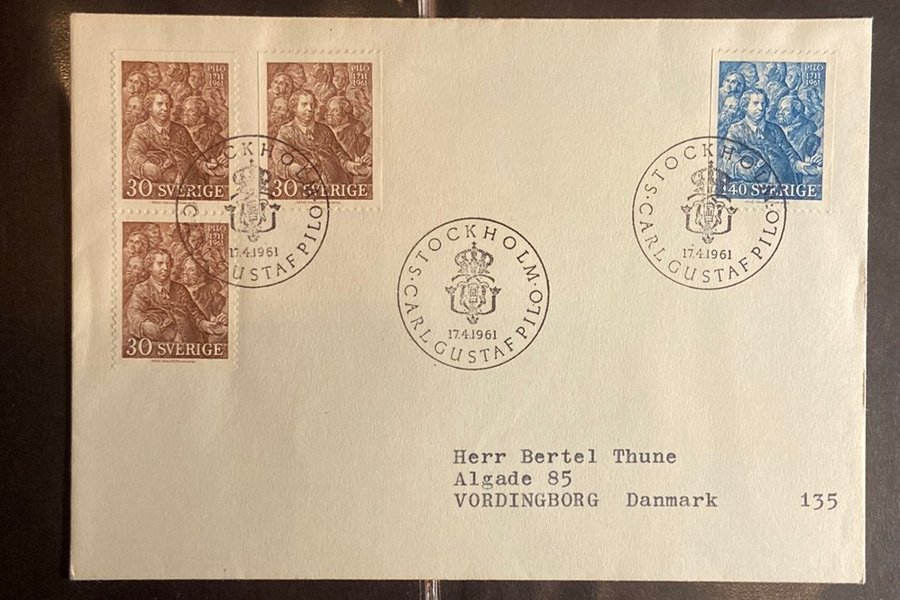 PILO
1711
1961
30 SVERIGE
PILO
1711
1961
30 SVERIGE
PILO
1711
1961
140 SVERIGE
PILO
1711
1961
30 SVERIGE
STOCKHOLM
17.4.1961
CARL GUSTAF PILO
·STOCKHOLM·O
17.4.1961
·CARL GUSTAF PILO
·STOCKHOLM·O
17.4.1961
·CARL GUSTAF PILO
Herr Bertel Thune
Algade 85
VORDINGBORG Danmark 135